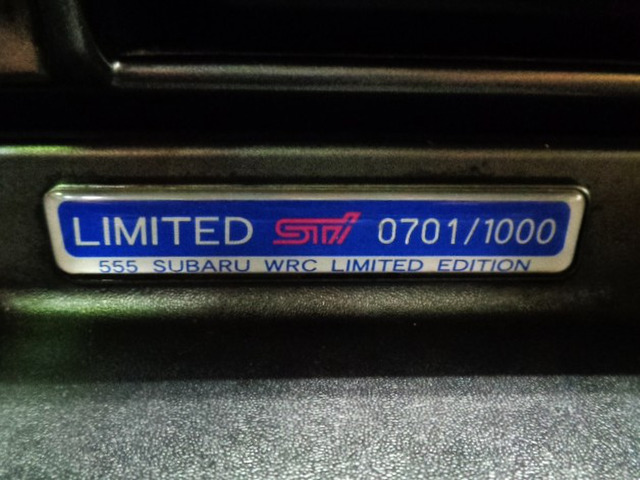 LIMITED STi 0701/1000
555 SUBARU WRC LIMITED EDITION